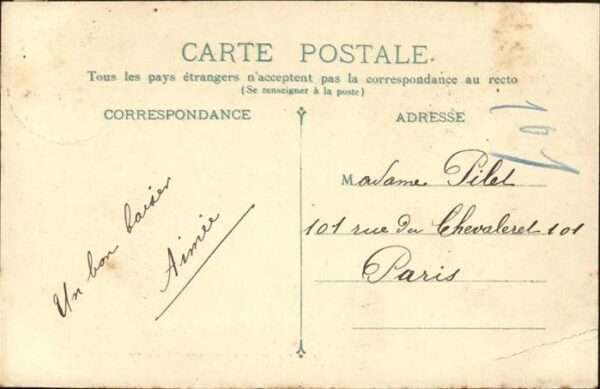 CARTE POSTALE.
Tous les pays étrangers n'acceptent pas la correspondance au recto
(Se renseigner à la poste)
CORRESPONDANCE
ADRESSE
Un bon baiser
Aimée
Madame Pilet
101 rue du Chevaleret 101
Paris